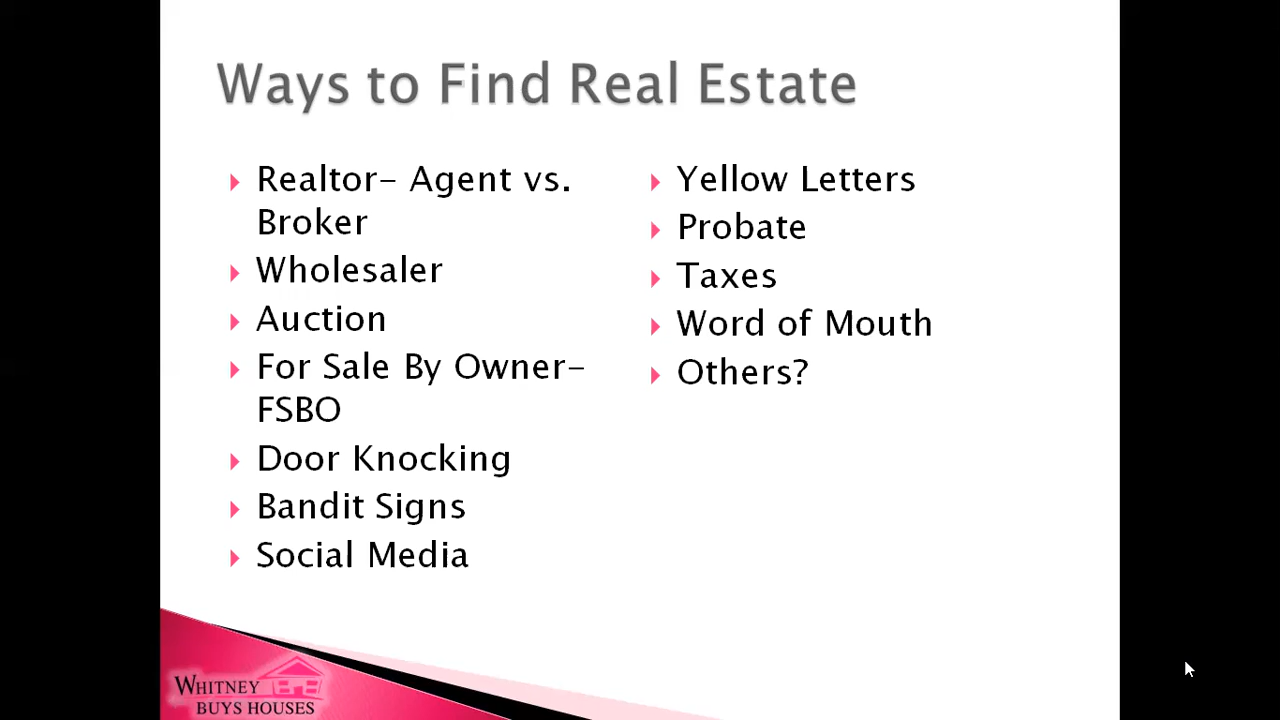 Ways to Find Real Estate
Realtor- Agent vs.
Broker
Wholesaler
Auction
For Sale By Owner-
FSBO
Door Knocking
Bandit Signs
Social Media
Yellow Letters
Probate
Taxes
Word of Mouth
Others?
WHITNEY
BUYS HOUSES